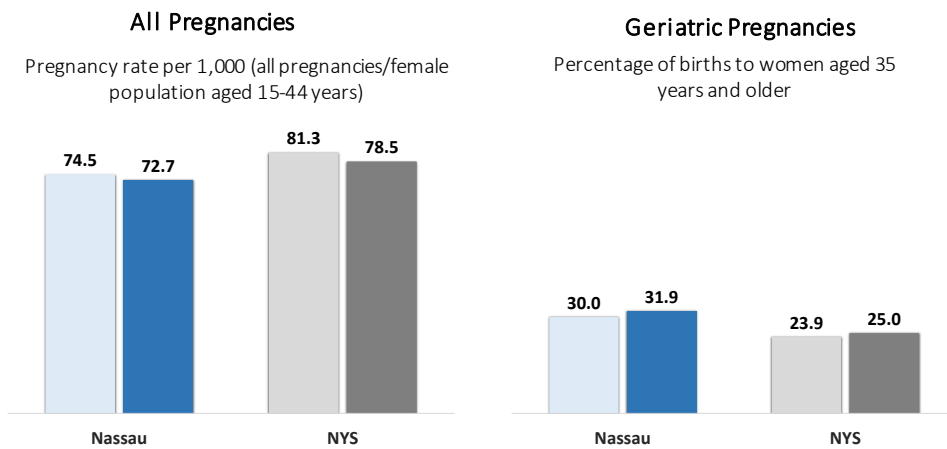 All Pregnancies
Pregnancy rate per 1,000 (all pregnancies/female
population aged 15-44 years)
74.5
72.7
81.3
78.5
Nassau
NYS
Geriatric Pregnancies
Percentage of births to women aged 35
years and older
30.0
31.9
23.9
25.0
Nassau
NYS